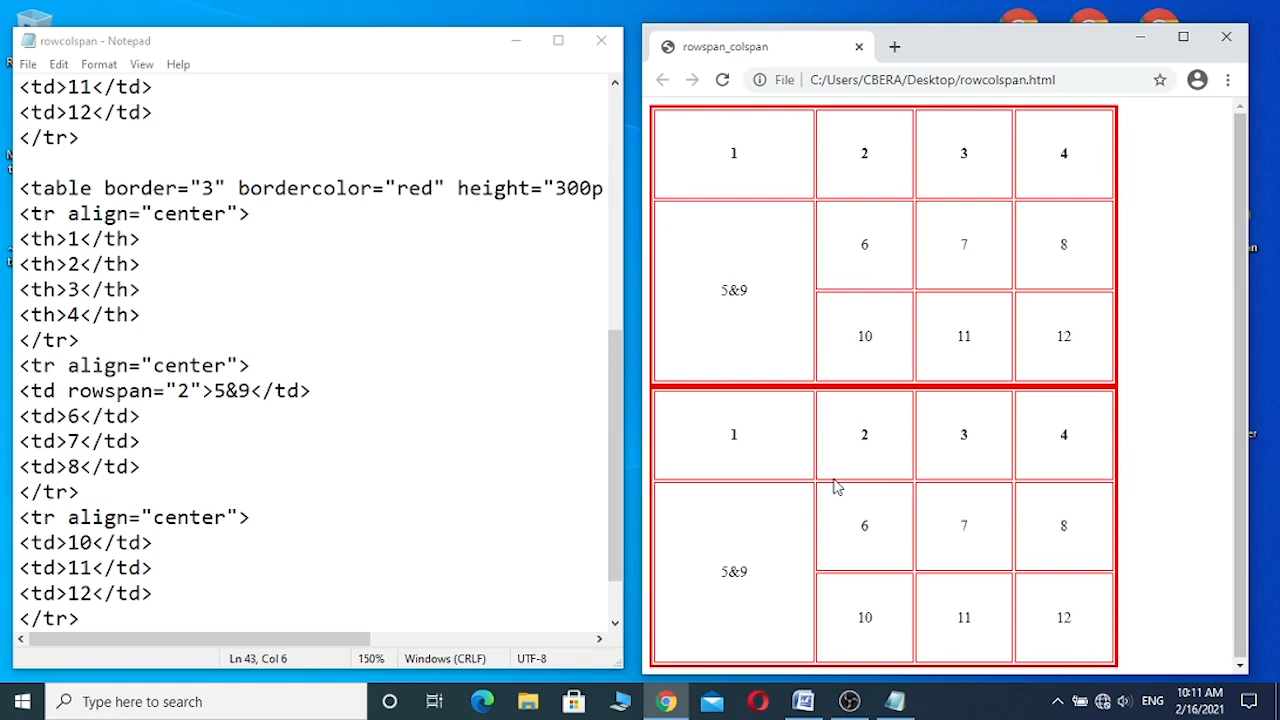 rowcolspan - Notepad
File Edit Format View Help
<td>11</td>
<td>12</td>
</tr>
<table border="3" bordercolor="red" height="300p
<tr align="center">
<th>1</th>
<th>2</th>
<th>3</th>
<th>4</th>
</tr>
<tr align="center">
<td rowspan="2">5&9</td>
<td>6</td>
<td>7</td>
<td>8</td>
</tr>
<tr align="center">
<td>10</td>
<td>11</td>
<td>12</td>
</tr>
Ln 43, Col 6 150% Windows (CRLF) UTF-8
rowspan_colspan
File C:/Users/CBERA/Desktop/rowcolspan.html
1 2 3 4
6 7 8
5&9
10 11 12
1 2 3 4
6 7 8
5&9
10 11 12
Type here to search
ENG
10:11 AM
2/16/2021